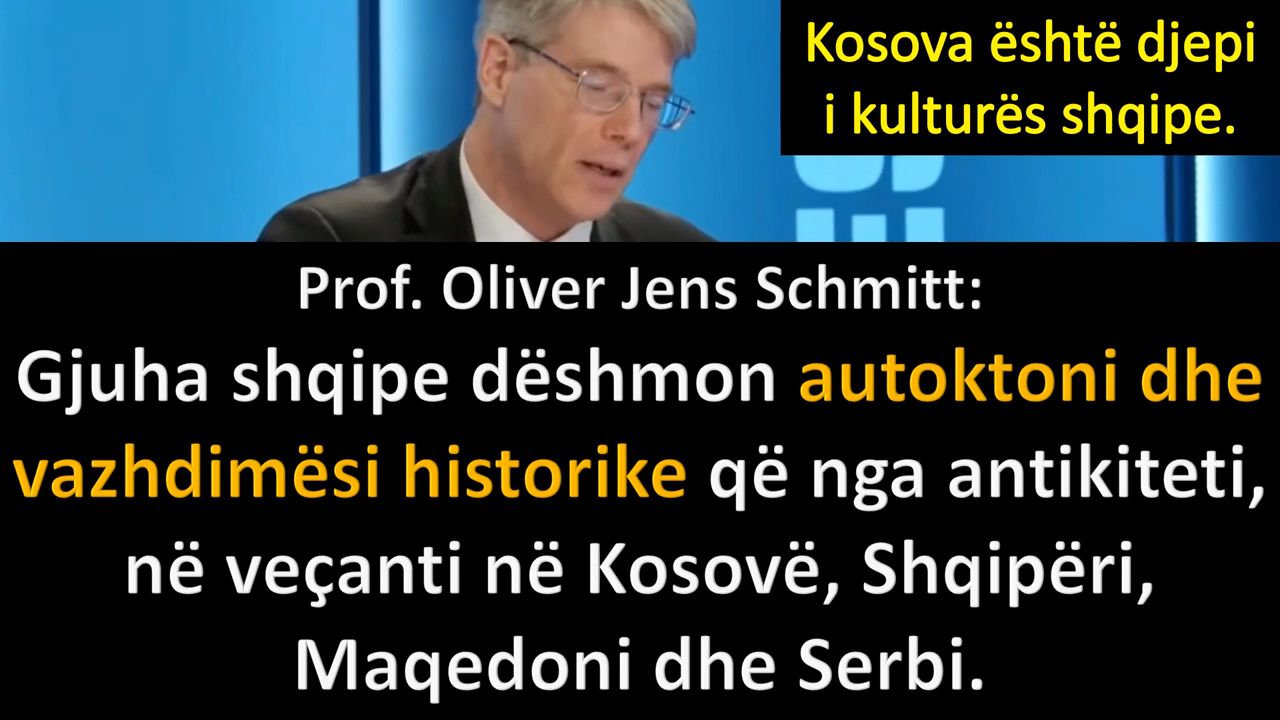 Kosova është djepi
i kulturës shqipe.
Prof. Oliver Jens Schmitt:
Gjuha shqipe dëshmon autoktoni dhe
vazhdimësi historike që nga antikiteti,
në veçanti në Kosovë, Shqipëri,
Maqedoni dhe Serbi.